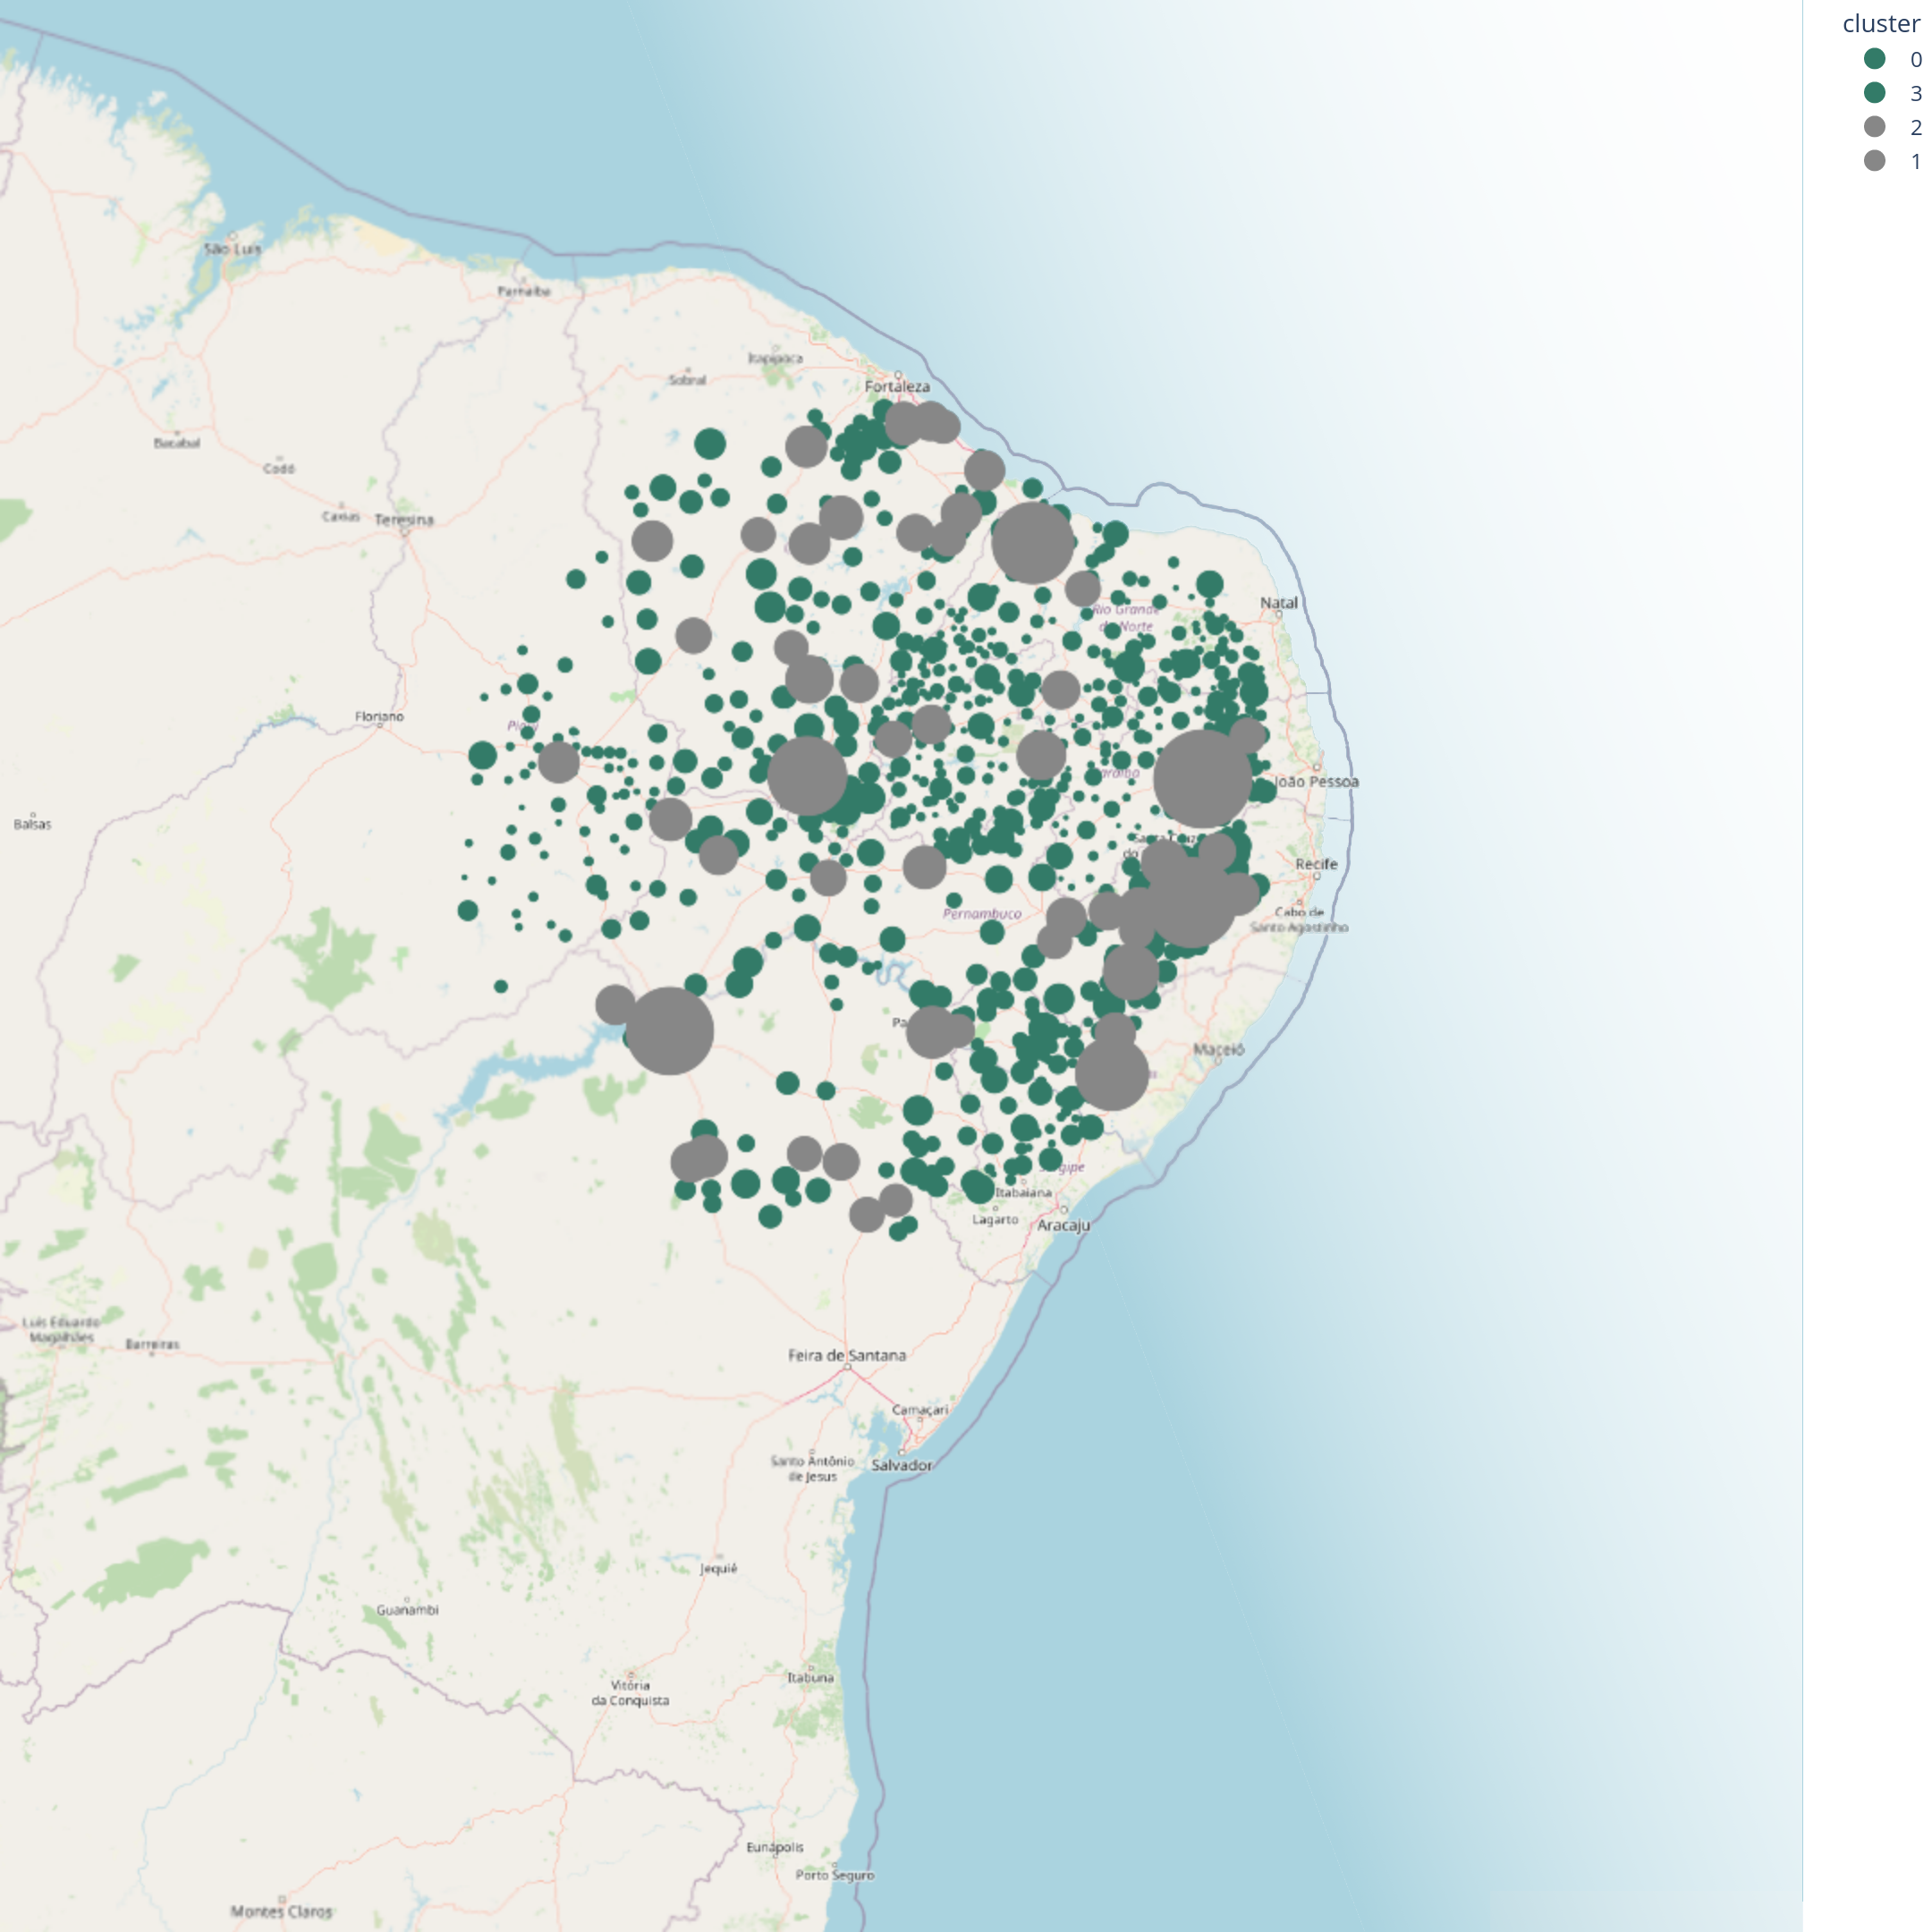 cluster
0
3
2
1
São Luís
Parnaíba
Itapipoca
Sobral
Fortaleza
Bacabal
Codó
Caxias
Teresina
Natal
Rio Grande
do Norte
Floriano
João Pessoa
Balsas
Recife
Pernambuco
Cabo de
Santo Agostinho
Maceió
Itabaiana
Lagarto
Aracaju
Luís Eduardo
Magalhães
Barreiras
Feira de Santana
Camaçari
Santo Antônio
de Jesus
Salvador
Jequié
Guanambi
Itabuna
Vitória
da Conquista
Eunápolis
Porto Seguro
Montes Claros